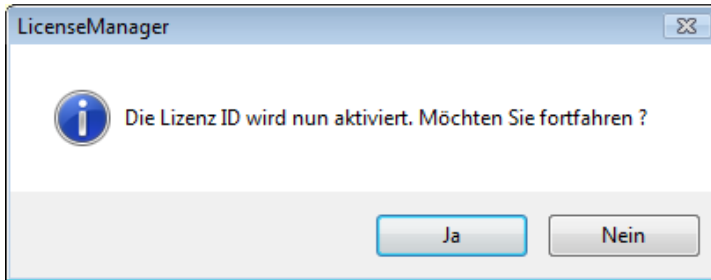 LicenseManager
Die Lizenz ID wird nun aktiviert. Möchten Sie fortfahren ?
Ja Nein